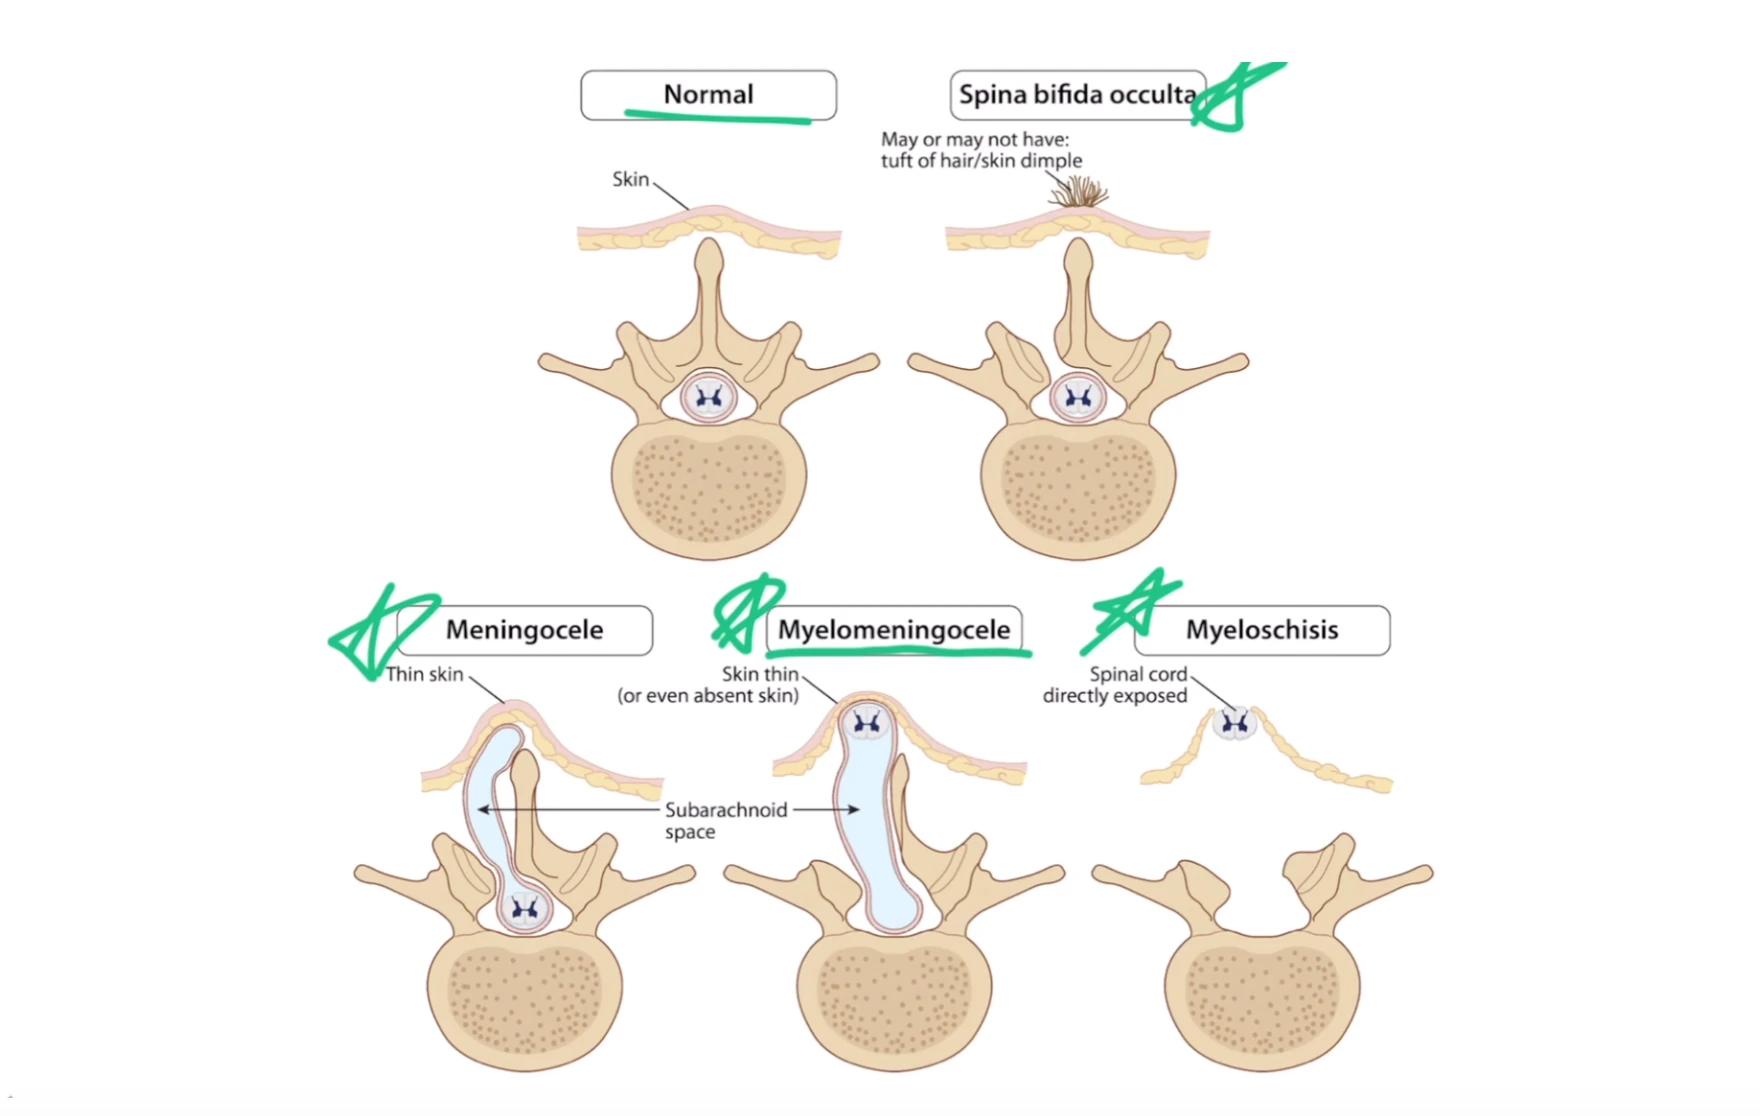 Normal
Spina bifida occulta
May or may not have:
tuft of hair/skin dimple
Skin
Meningocele
Myelomeningocele
Myeloschisis
Thin skin
Skin thin
(or even absent skin)
Spinal cord
directly exposed
Subarachnoid
space